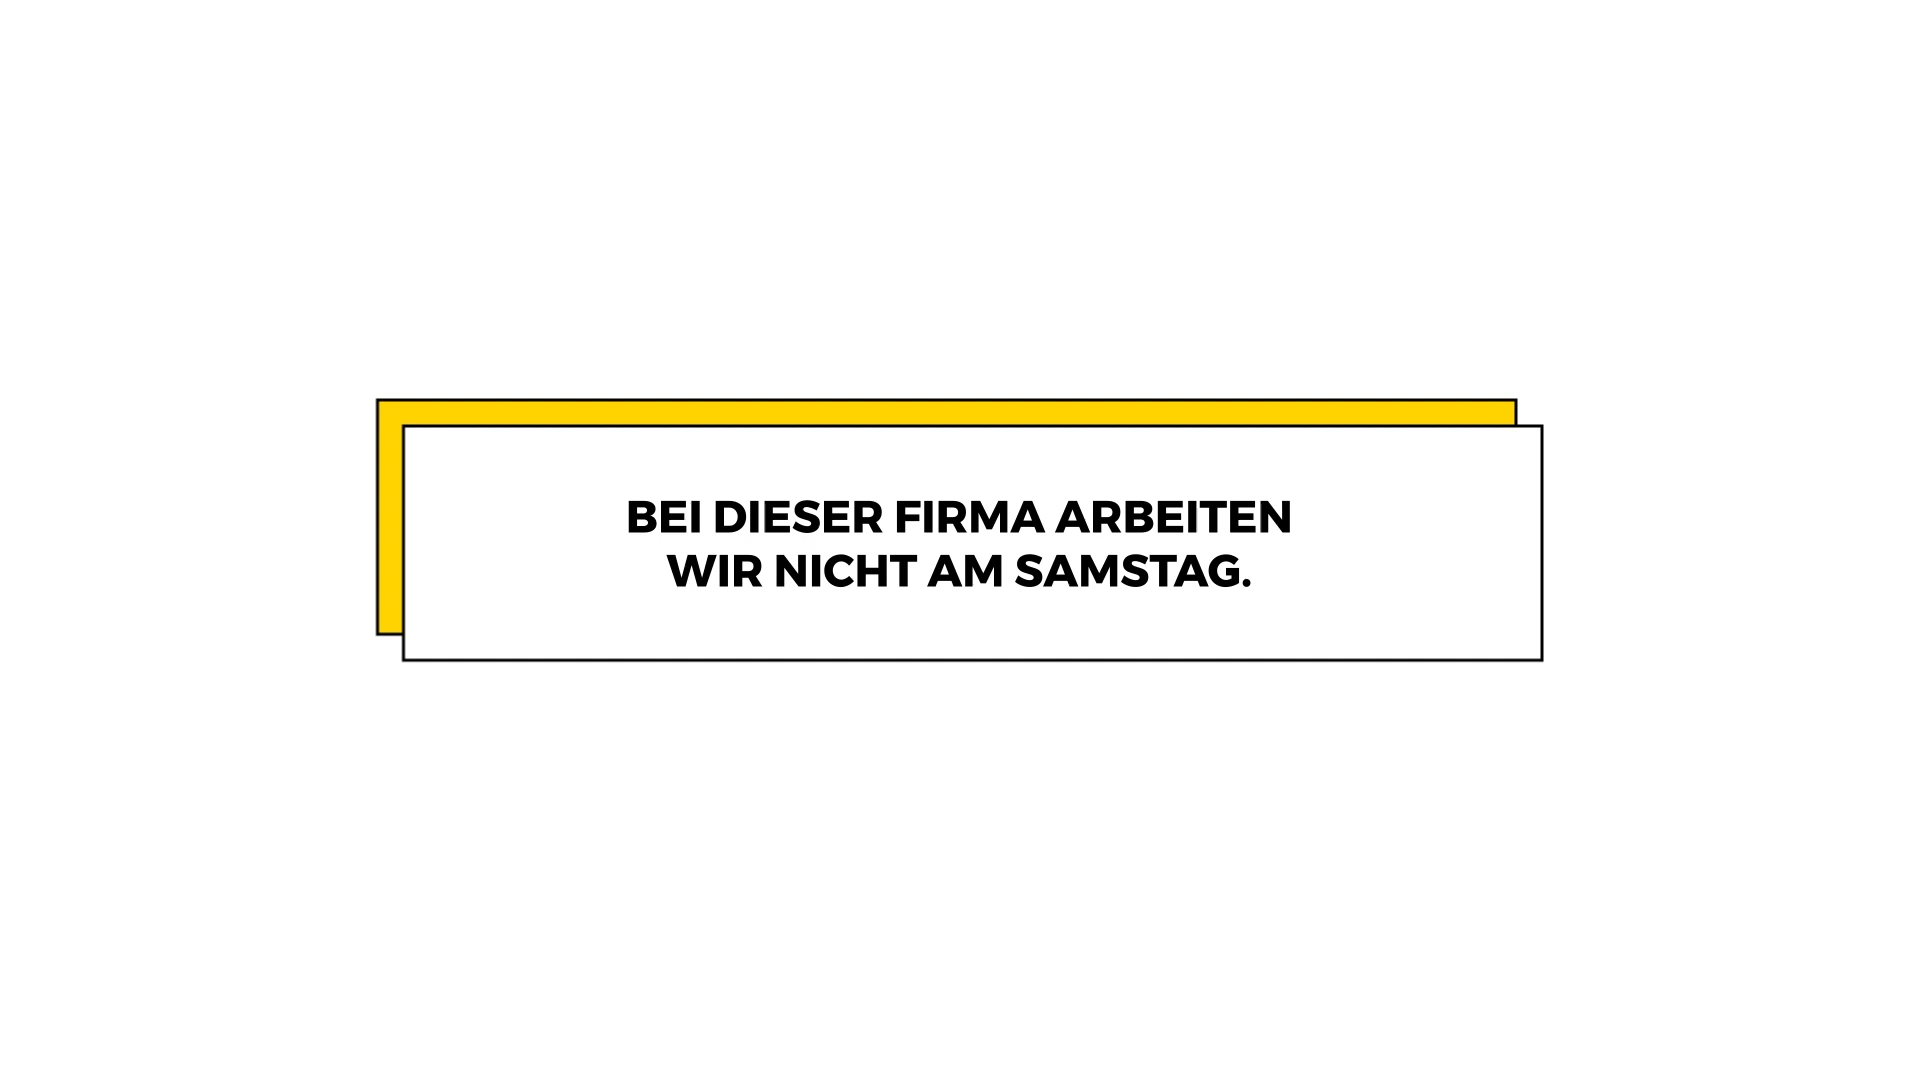 BEI DIESER FIRMA ARBEITEN
WIR NICHT AM SAMSTAG.